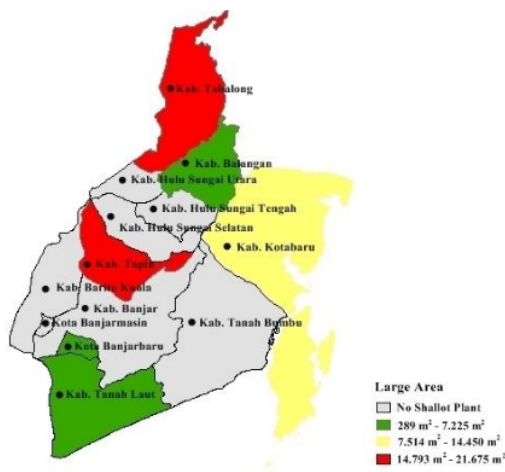 Kab. Tabalong
Kab. Balangan
Kab. Hulu Sungai Utara
Kab. Hulu Sungai Tengah
Kab. Hulu Sungai Selatan
Kab. Kotabaru
Kab. Tapin
Kab. Barito Kuala
Kab. Banjar
Kota Banjarmasin
Kab. Tanah Bumbu
Kota Banjarbaru
Kab. Tanah Laut
Large Area
No Shallot Plant
289 m² - 7.225 m²
7.514 m² - 14.450 m²
14.793 m² - 21.675 m²